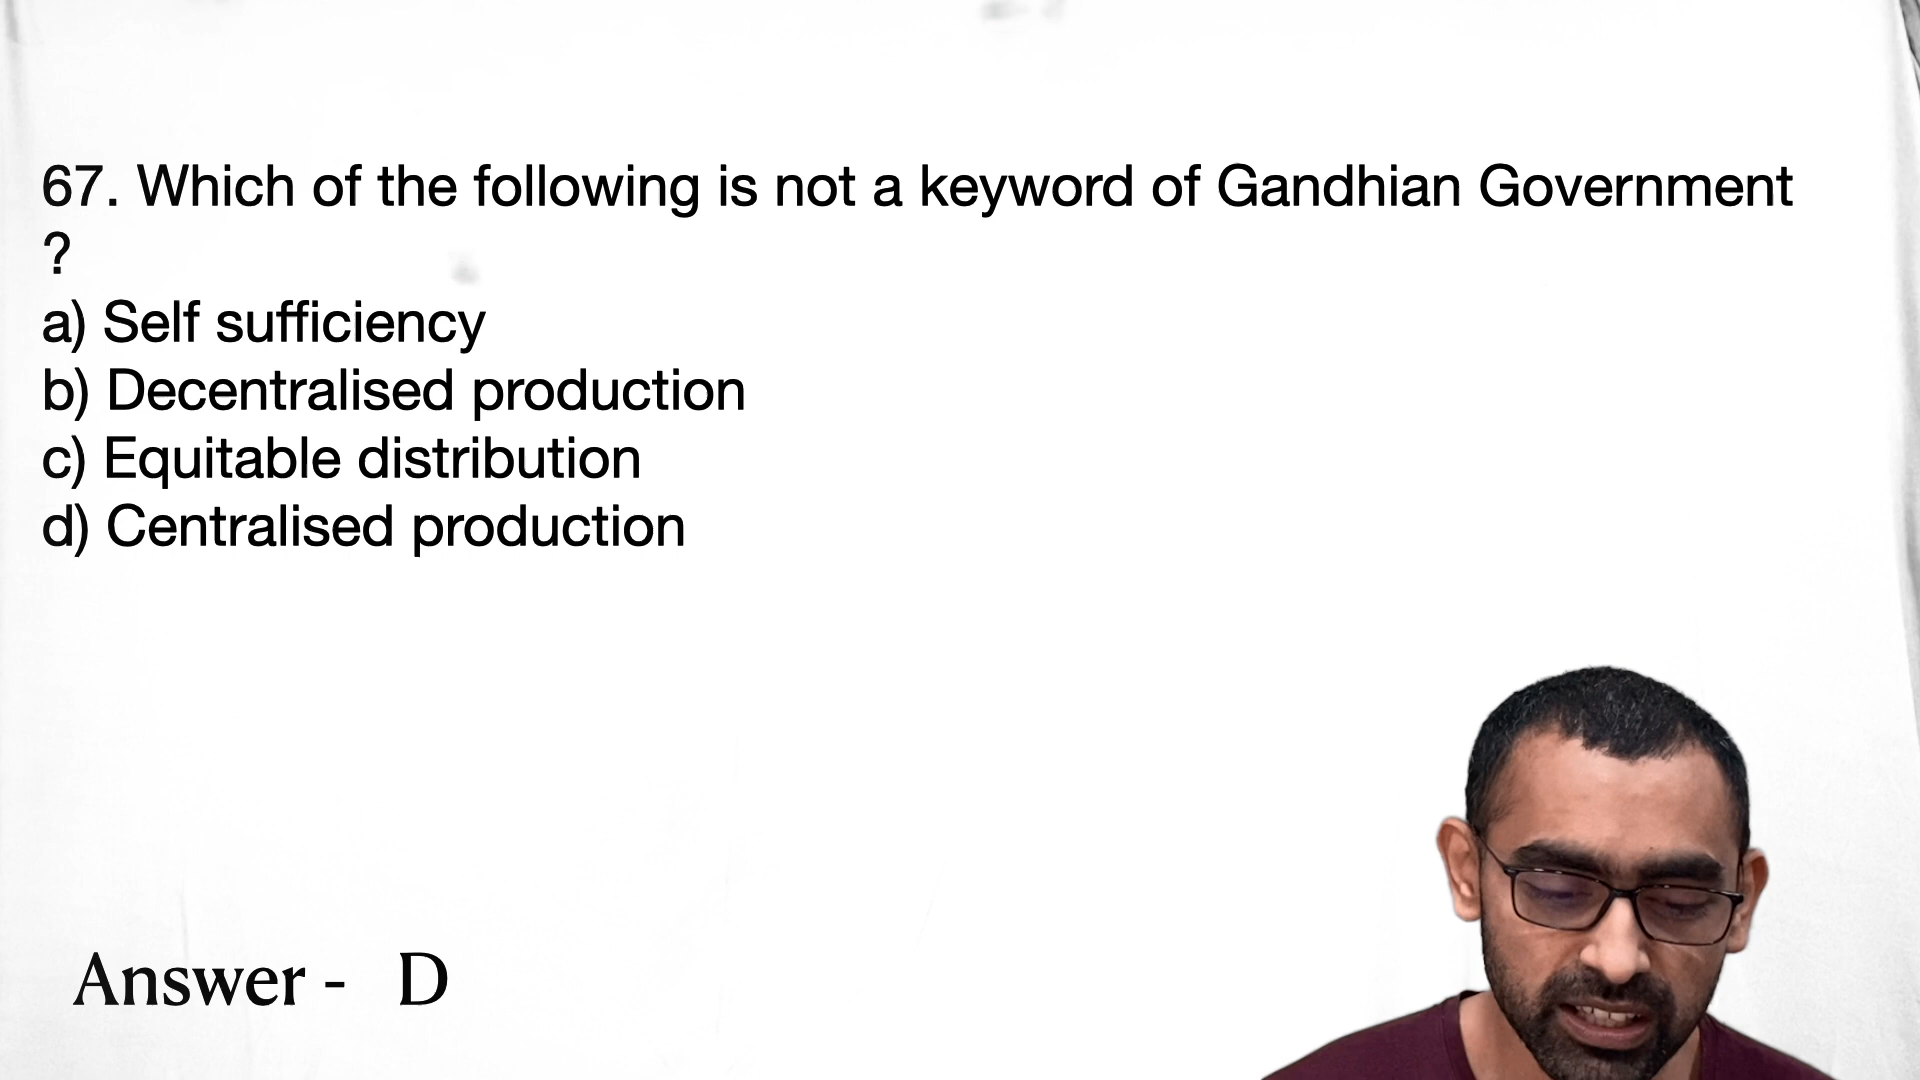 67. Which of the following is not a keyword of Gandhian Government
?
a) Self sufficiency
b) Decentralised production
c) Equitable distribution
d) Centralised production
Answer - D